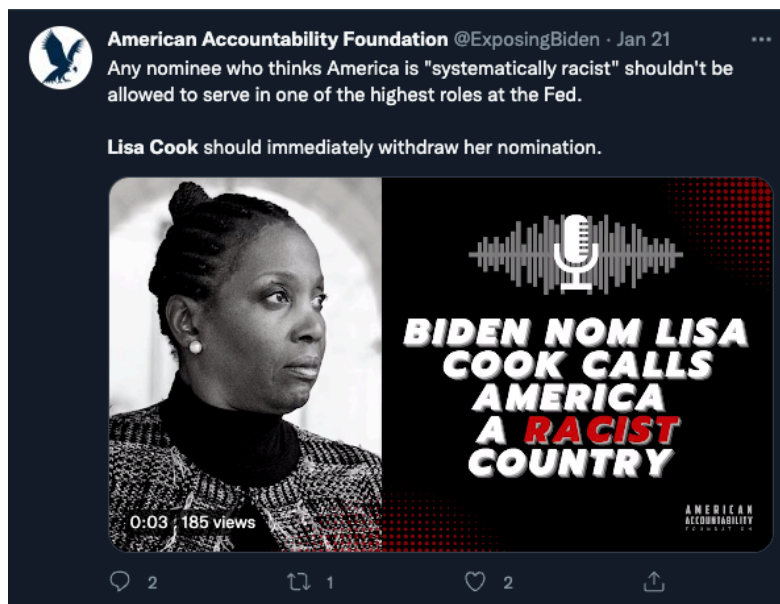 American Accountability Foundation @ExposingBiden · Jan 21
Any nominee who thinks America is "systematically racist" shouldn't be
allowed to serve in one of the highest roles at the Fed.
Lisa Cook should immediately withdraw her nomination.
BIDEN NOM LISA
COOK CALLS
AMERICA
A RACIST
COUNTRY
0:03 185 views
AMERICAN
ACCOUNTABILITY
FOUNDATION
2 1 2